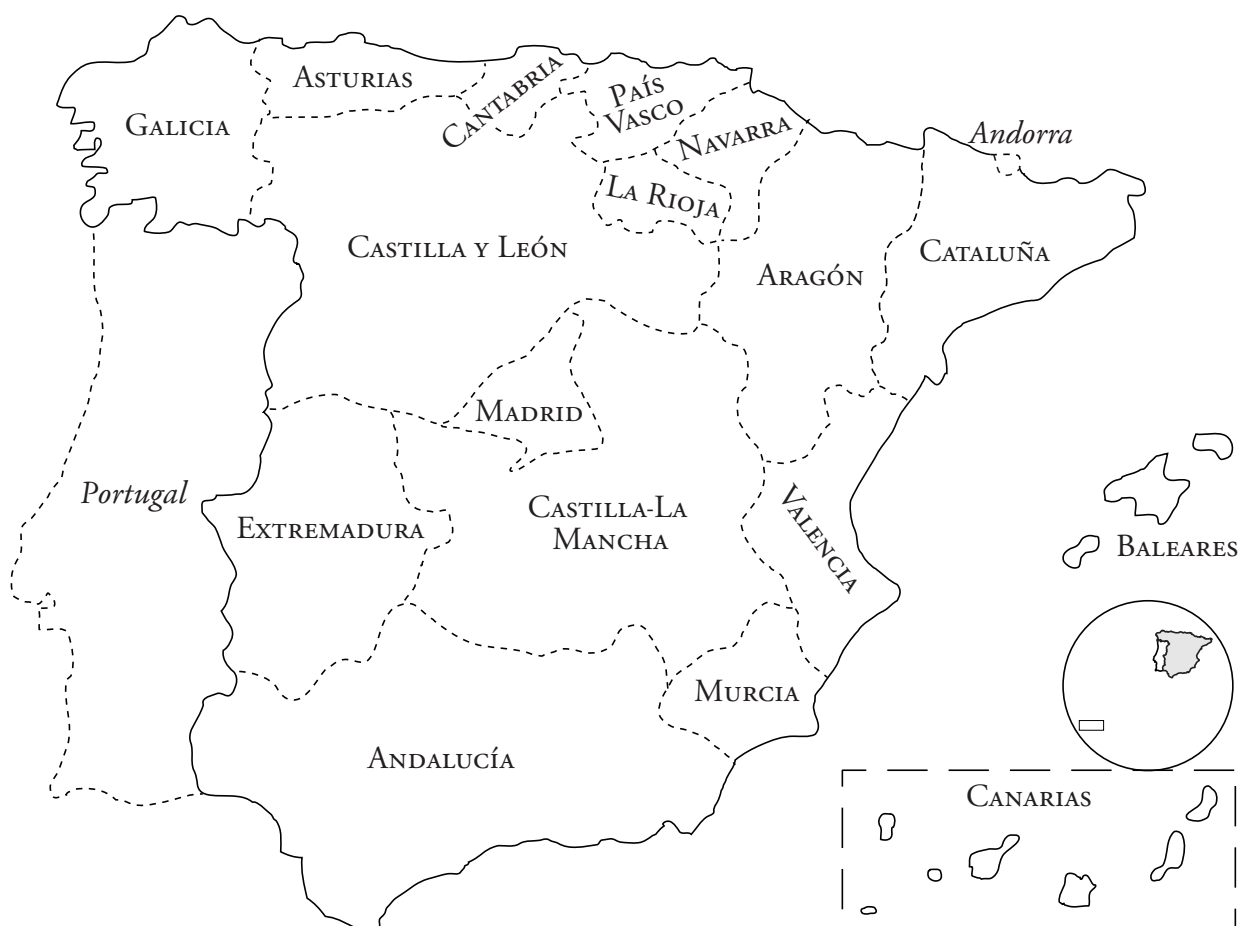 Asturias
Cantabria
País
Vasco
Galicia
Navarra
Andorra
La Rioja
Castilla y León
Aragón
Cataluña
Madrid
Portugal
Extremadura
Castilla-La
Mancha
Valencia
Baleares
Murcia
Andalucía
Canarias